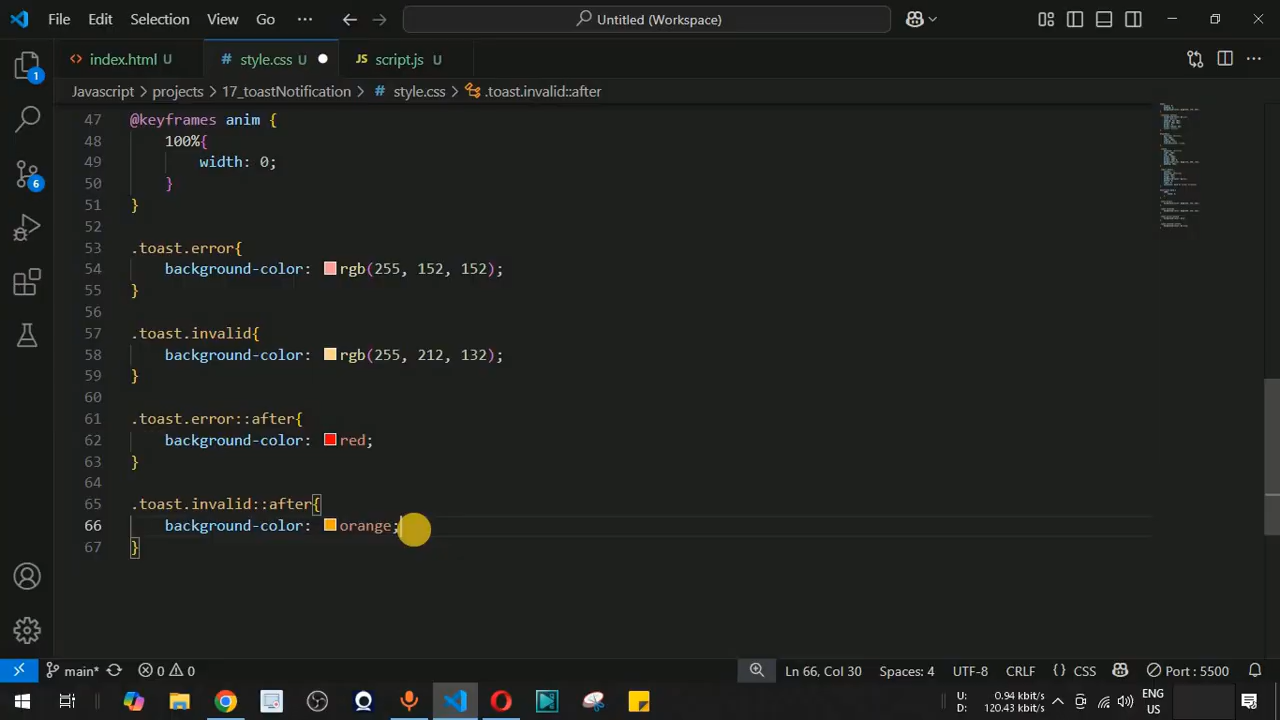 File Edit Selection View Go ··· Untitled (Workspace)
index.html U style.css U JS script.js U
Javascript > projects > 17_toastNotification > # style.css > .toast.invalid::after
47 @keyframes anim {
48 100%{
49 width: 0;
50 }
51 }
52
53 .toast.error{
54 background-color: rgb(255, 152, 152);
55 }
56
57 .toast.invalid{
58 background-color: rgb(255, 212, 132);
59 }
60
61 .toast.error::after{
62 background-color: red;
63 }
64
65 .toast.invalid::after{
66 background-color: orange;
67 }
1
6
main* 0 0 Ln 66, Col 30 Spaces: 4 UTF-8 CRLF { } CSS Port : 5500
U: 0.94 kbit/s
D: 120.43 kbit/s
ENG
US